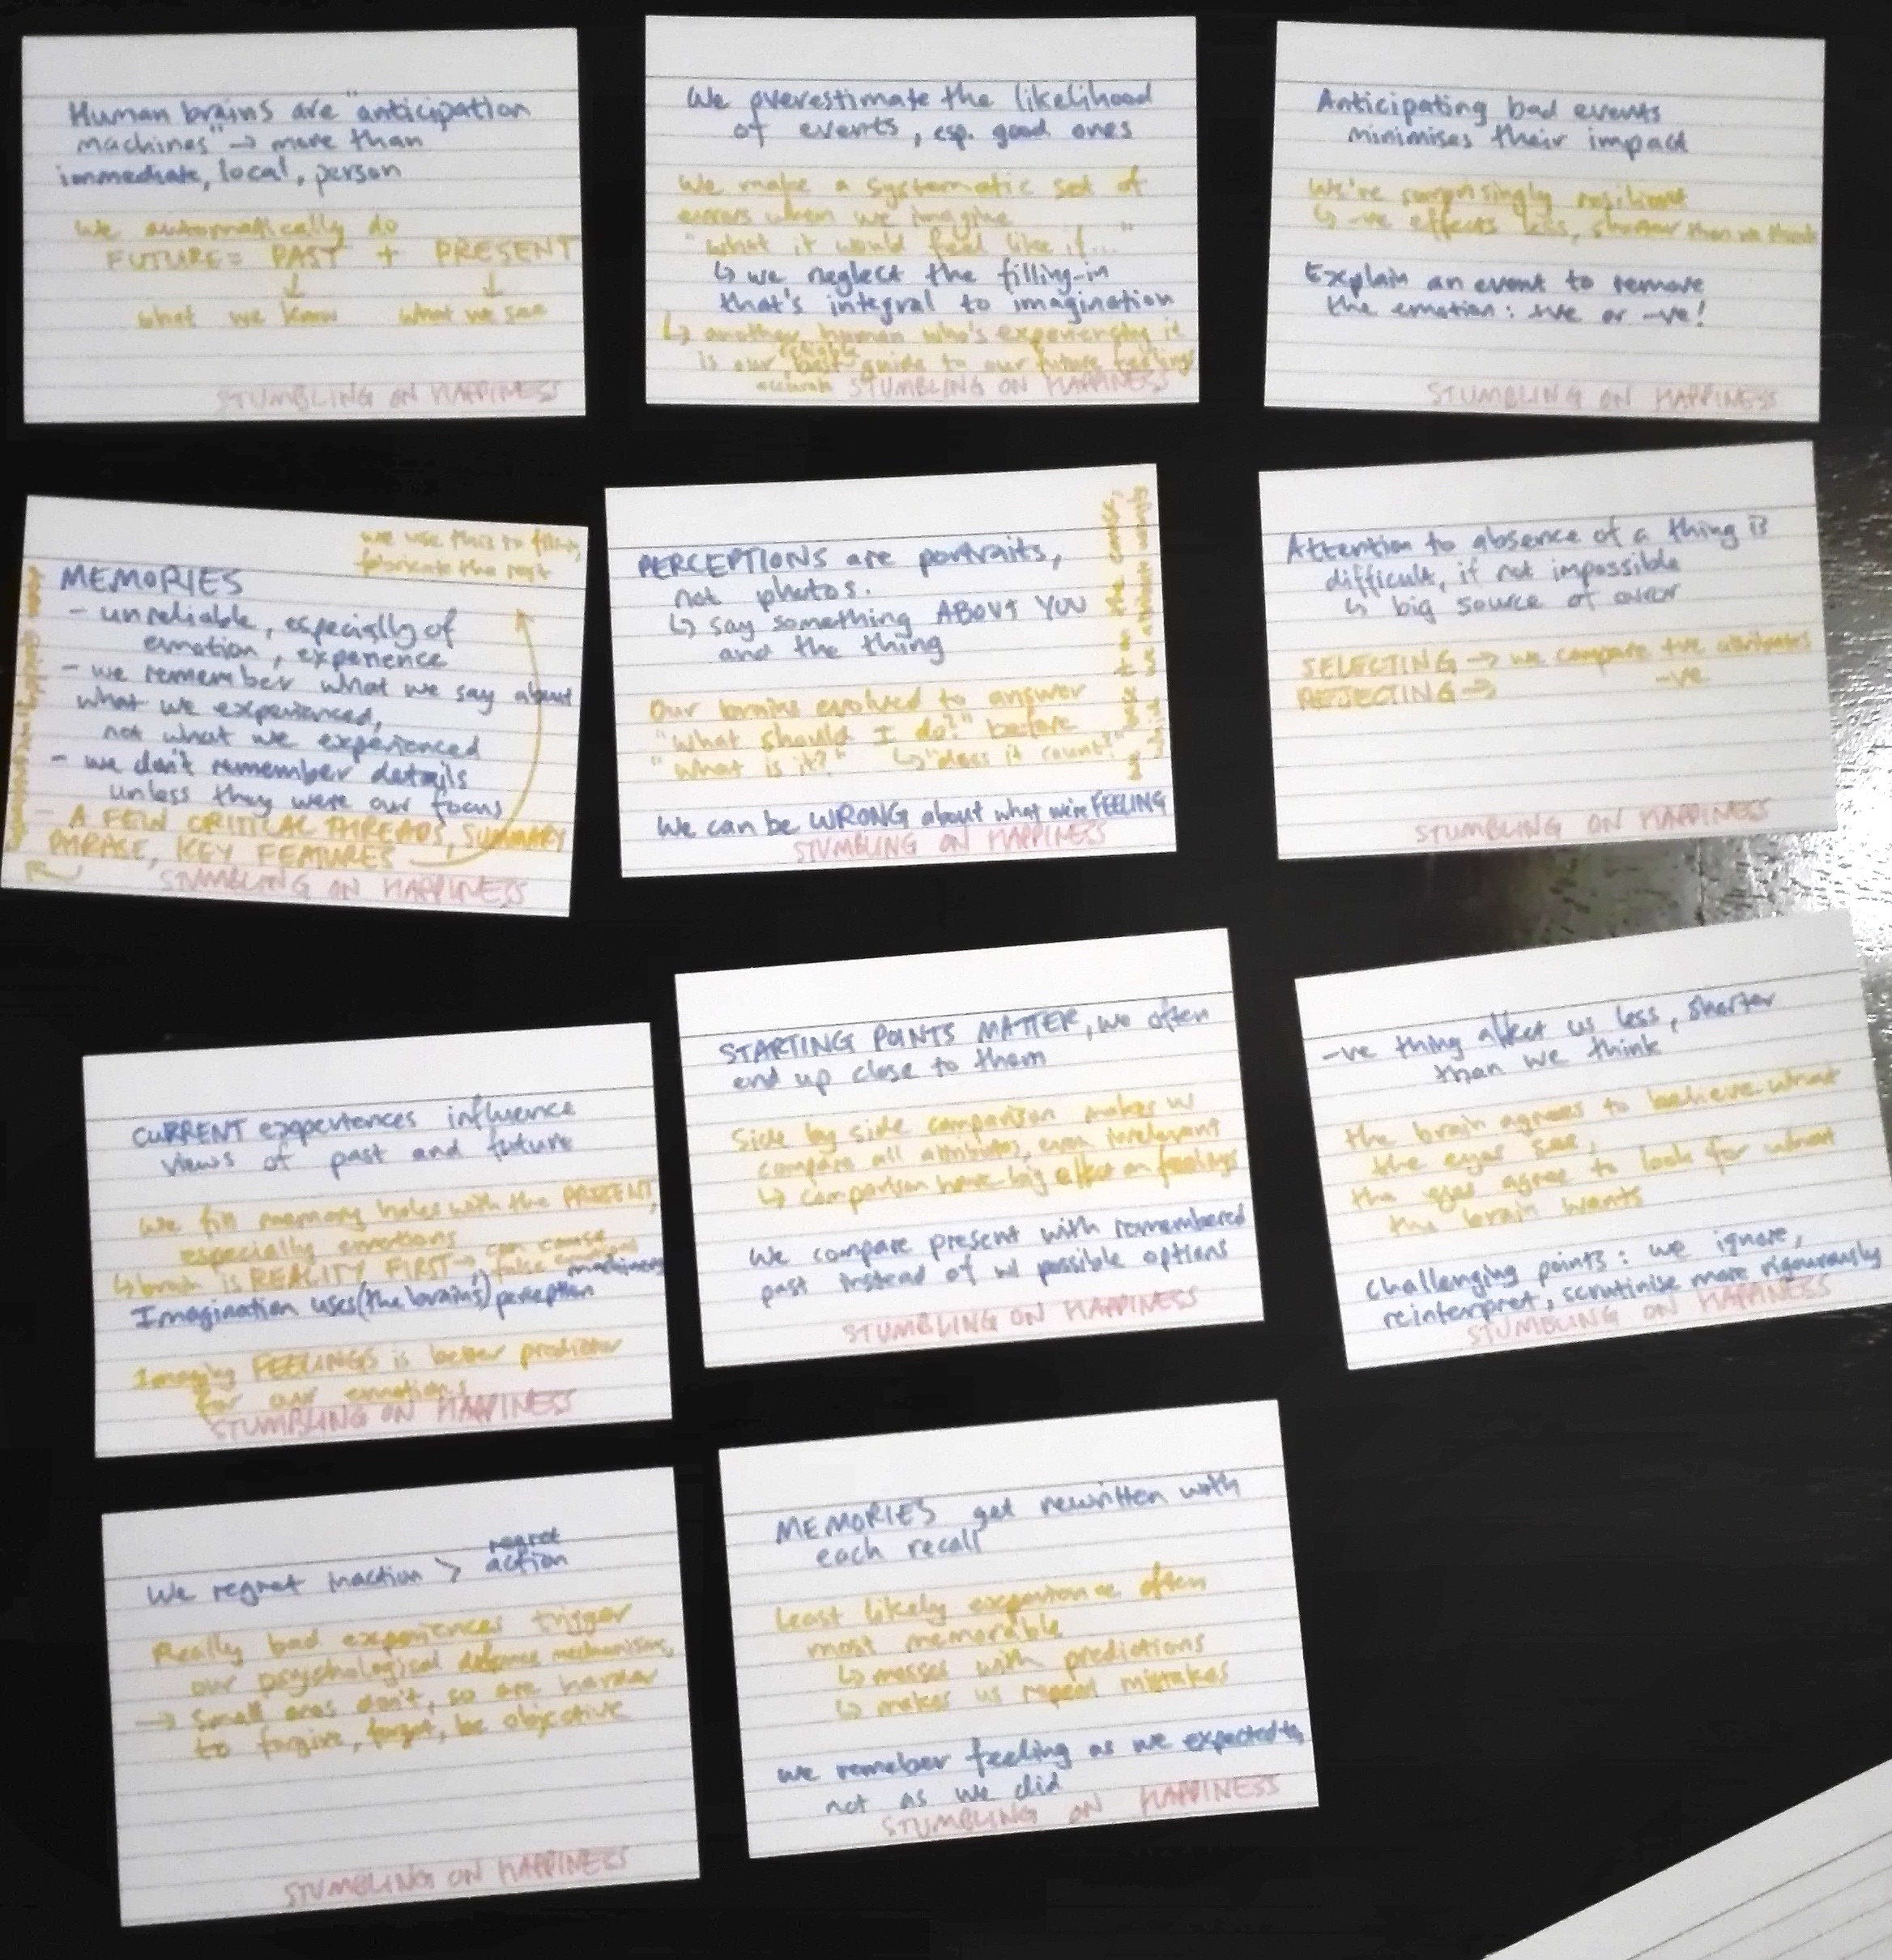 Human brains are "anticipation
machines" → more than
immediate, local, person
We automatically do
FUTURE = PAST + PRESENT
↓ ↓
what we know what we see
STUMBLING ON HAPPINESS
We overestimate the likelihood
of events, esp. good ones
We make a systematic set of
errors when we imagine
"what it would feel like if..."
↳ we neglect the filling-in
that's integral to imagination
↳ another human who's experiencing it
is our best guide to our future feelings
STUMBLING ON HAPPINESS
Anticipating bad events
minimises their impact
We're surprisingly resilient
↳ -ve effects less, shorter than we think
Explain an event to remove
the emotion: +ve or -ve!
STUMBLING ON HAPPINESS
we use this to
fabricate the rest
MEMORIES
- unreliable, especially of
emotion, experience
- we remember what we say about
what we experienced,
not what we experienced
- we don't remember details
unless they were our focus
- A FEW CRITICAL THREADS, SUMMARY
PHRASE, KEY FEATURES
STUMBLING ON HAPPINESS
PERCEPTIONS are portraits,
not photos.
↳ say something ABOUT YOU
and the thing
Our brains evolved to answer
"What should I do?" before
"What is it?" ↳ "does it count?"
We can be WRONG about what we're FEELING
STUMBLING ON HAPPINESS
Attention to absence of a thing is
difficult, if not impossible
↳ big source of error
SELECTING → we compare +ve attributes
REJECTING → -ve
STUMBLING ON HAPPINESS
CURRENT experiences influence
views of past and future
We fill memory holes with the PRESENT,
especially emotions
↳ brain is REALITY FIRST → can cause
false
machinery
Imagination uses (the brains) perception
Imaging FEELINGS is better predictor
for our emotions
STUMBLING ON HAPPINESS
STARTING POINTS MATTER, we often
end up close to them
Side by side comparison makes us
compare all attributes, even irrelevant
↳ comparison have big effect on feelings
We compare present with remembered
past instead of w/ possible options
STUMBLING ON HAPPINESS
-ve thing affect us less, shorter
than we think
the brain agrees to believe what
the eyes see,
the eyes agree to look for what
the brain wants
Challenging points: we ignore,
reinterpret, scrutinise more rigourously
STUMBLING ON HAPPINESS
We regret inaction > regret
action
Really bad experiences trigger
our psychological defence mechanisms,
→ Small ones don't, so are harder
to forgive, forget, be objective
STUMBLING ON HAPPINESS
MEMORIES get rewritten with
each recall
Least likely experience often
most memorable
↳ messes with predictions
↳ makes us repeat mistakes
We remeber feeling as we expected to,
not as we did
STUMBLING ON HAPPINESS